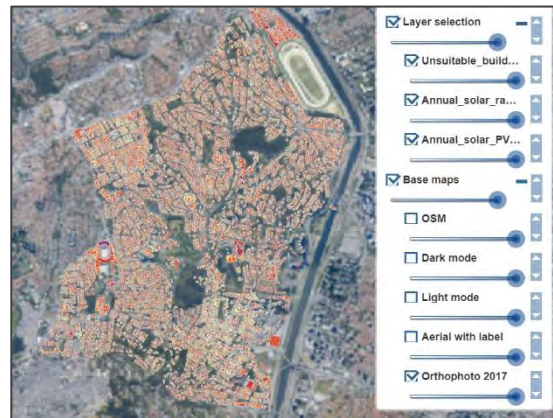 Layer selection
Unsuitable_build...
Annual_solar_ra...
Annual_solar_PV...
Base maps
OSM
Dark mode
Light mode
Aerial with label
Orthophoto 2017